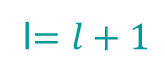 l= l + 1